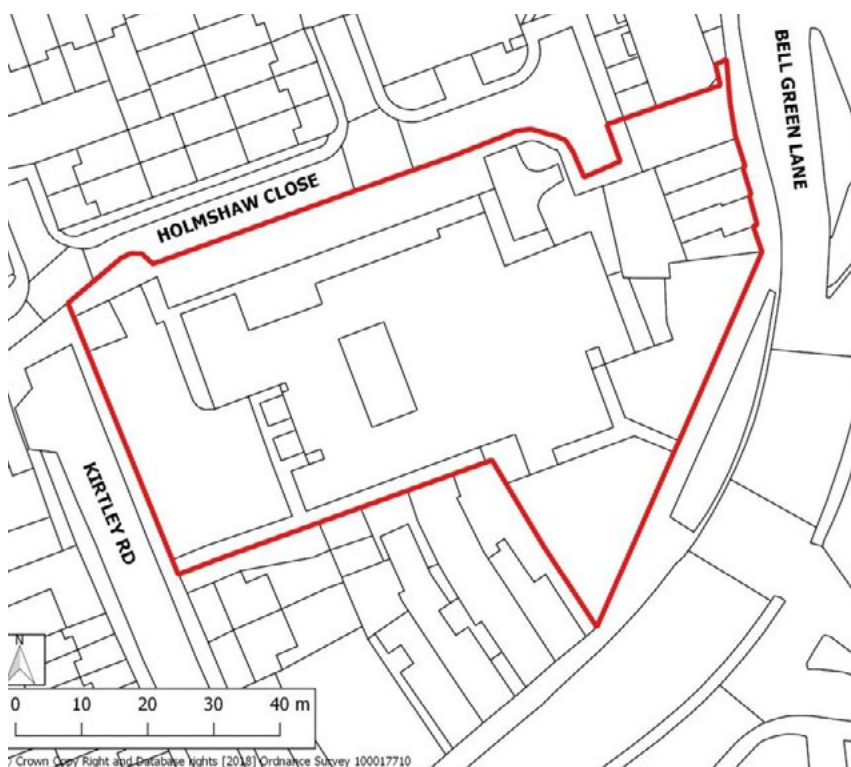 BELL GREEN LANE
HOLMSHAW CLOSE
KIRTLEY RD
N
0 10 20 30 40 m
Crown Copy Right and Database rights [2018] Ordnance Survey 100017710